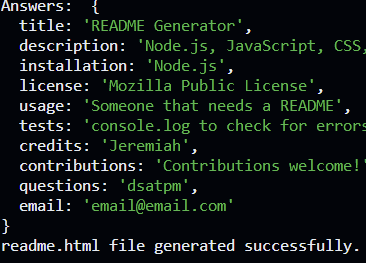 Answers:  {
  title: 'README Generator',
  description: 'Node.js, JavaScript, CSS,
  installation: 'Node.js',
  license: 'Mozilla Public License',
  usage: 'Someone that needs a README',
  tests: 'console.log to check for errors
  credits: 'Jeremiah',
  contributions: 'Contributions welcome!'
  questions: 'dsatpm',
  email: 'email@email.com'
}
readme.html file generated successfully.